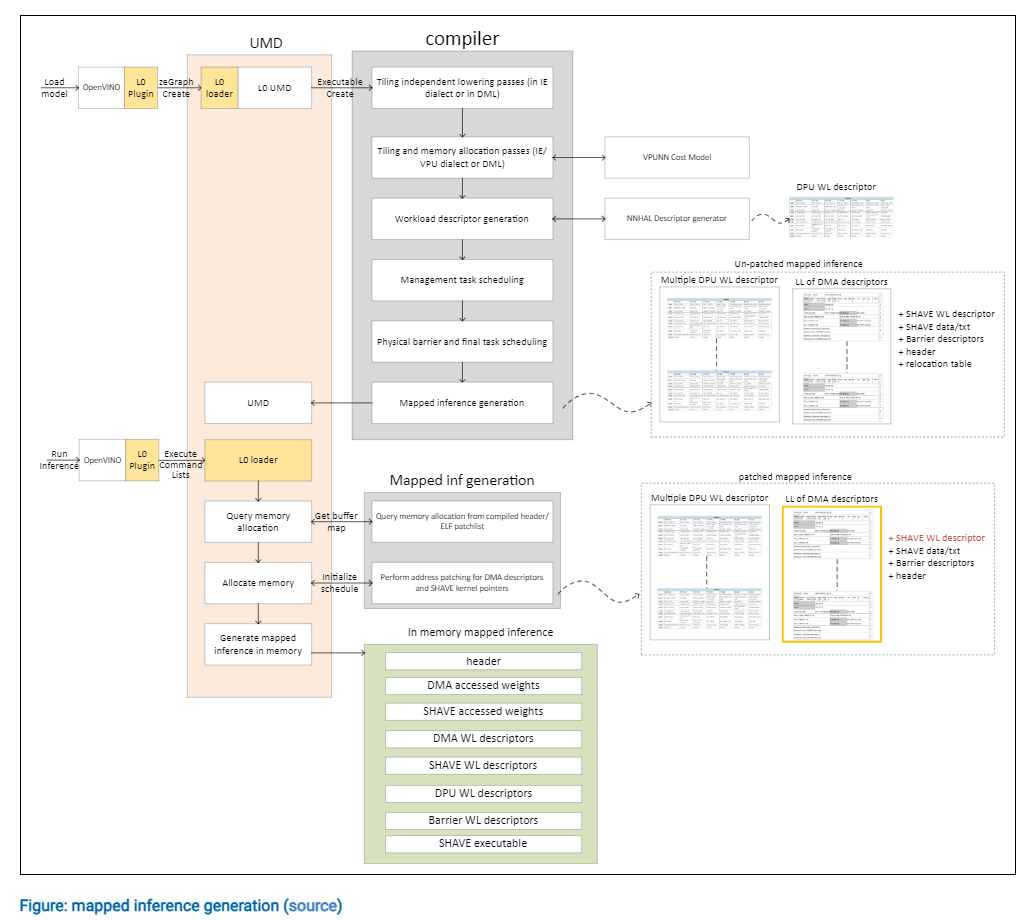 UMD
compiler
Load
model
OpenVINO
L0
Plugin
zeGraph
Create
L0
loader
L0 UMD
Executable
Create
Tiling independent lowering passes (in IE
dialect or in DML)
Tiling and memory allocation passes (IE/
VPU dialect or DML)
VPUNN Cost Model
DPU WL descriptor
Workload descriptor generation
NNHAL Descriptor generator
Un-patched mapped inference
Management task scheduling
Multiple DPU WL descriptor
LL of DMA descriptors
+ SHAVE WL descriptor
+ SHAVE data/txt
+ Barrier descriptors
+ header
+ relocation table
Physical barrier and final task scheduling
UMD
Mapped inference generation
Run
Inference
OpenVINO
L0
Plugin
Execute
Command
Lists
L0 loader
Mapped inf generation
patched mapped inference
Query memory
allocation
Get buffer
map
Query memory allocation from compiled header/
ELF patchlist
Multiple DPU WL descriptor
LL of DMA descriptors
+ SHAVE WL descriptor
+ SHAVE data/txt
+ Barrier descriptors
+ header
Allocate memory
Initialize
schedule
Perform address patching for DMA descriptors
and SHAVE kernel pointers
Generate mapped
inference in memory
In memory mapped inference
header
DMA accessed weights
SHAVE accessed weights
DMA WL descriptors
SHAVE WL descriptors
DPU WL descriptors
Barrier WL descriptors
SHAVE executable
Figure: mapped inference generation (source)